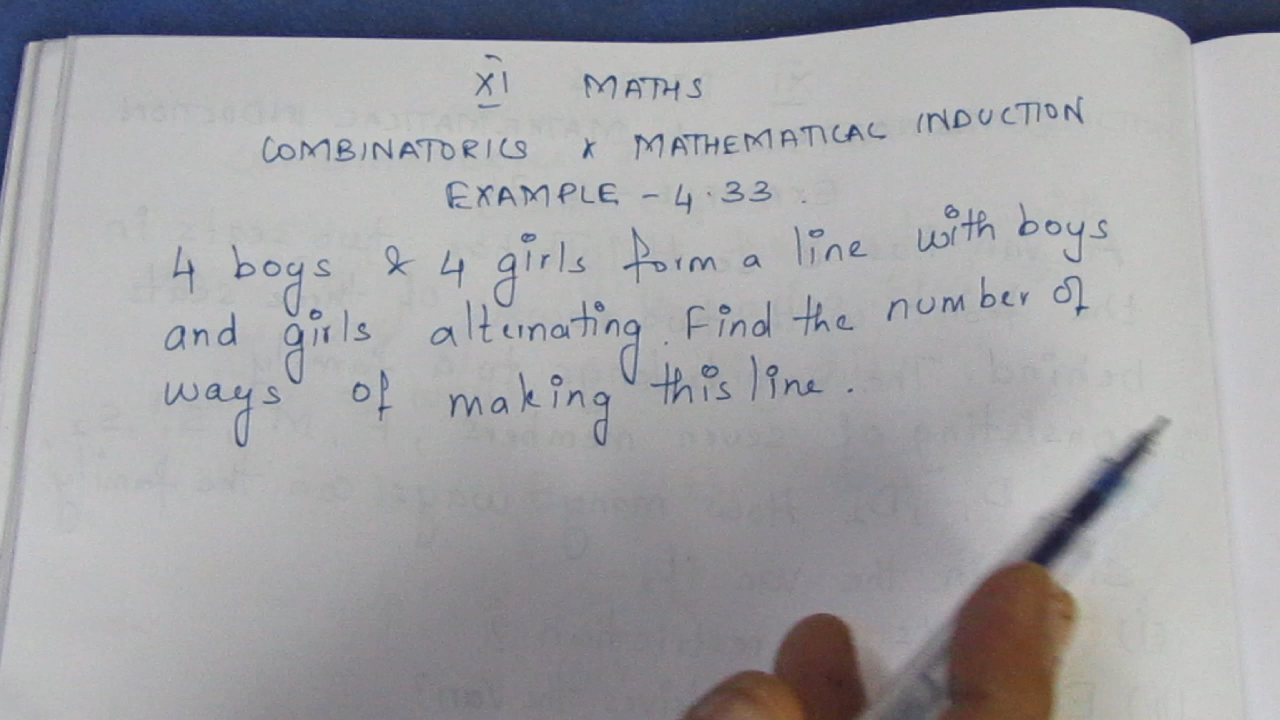 XI MATHS
COMBINATORICS & MATHEMATICAL INDUCTION
EXAMPLE - 4.33.
4 boys & 4 girls form a line with boys
and girls alternating. Find the number of
ways of making this line.